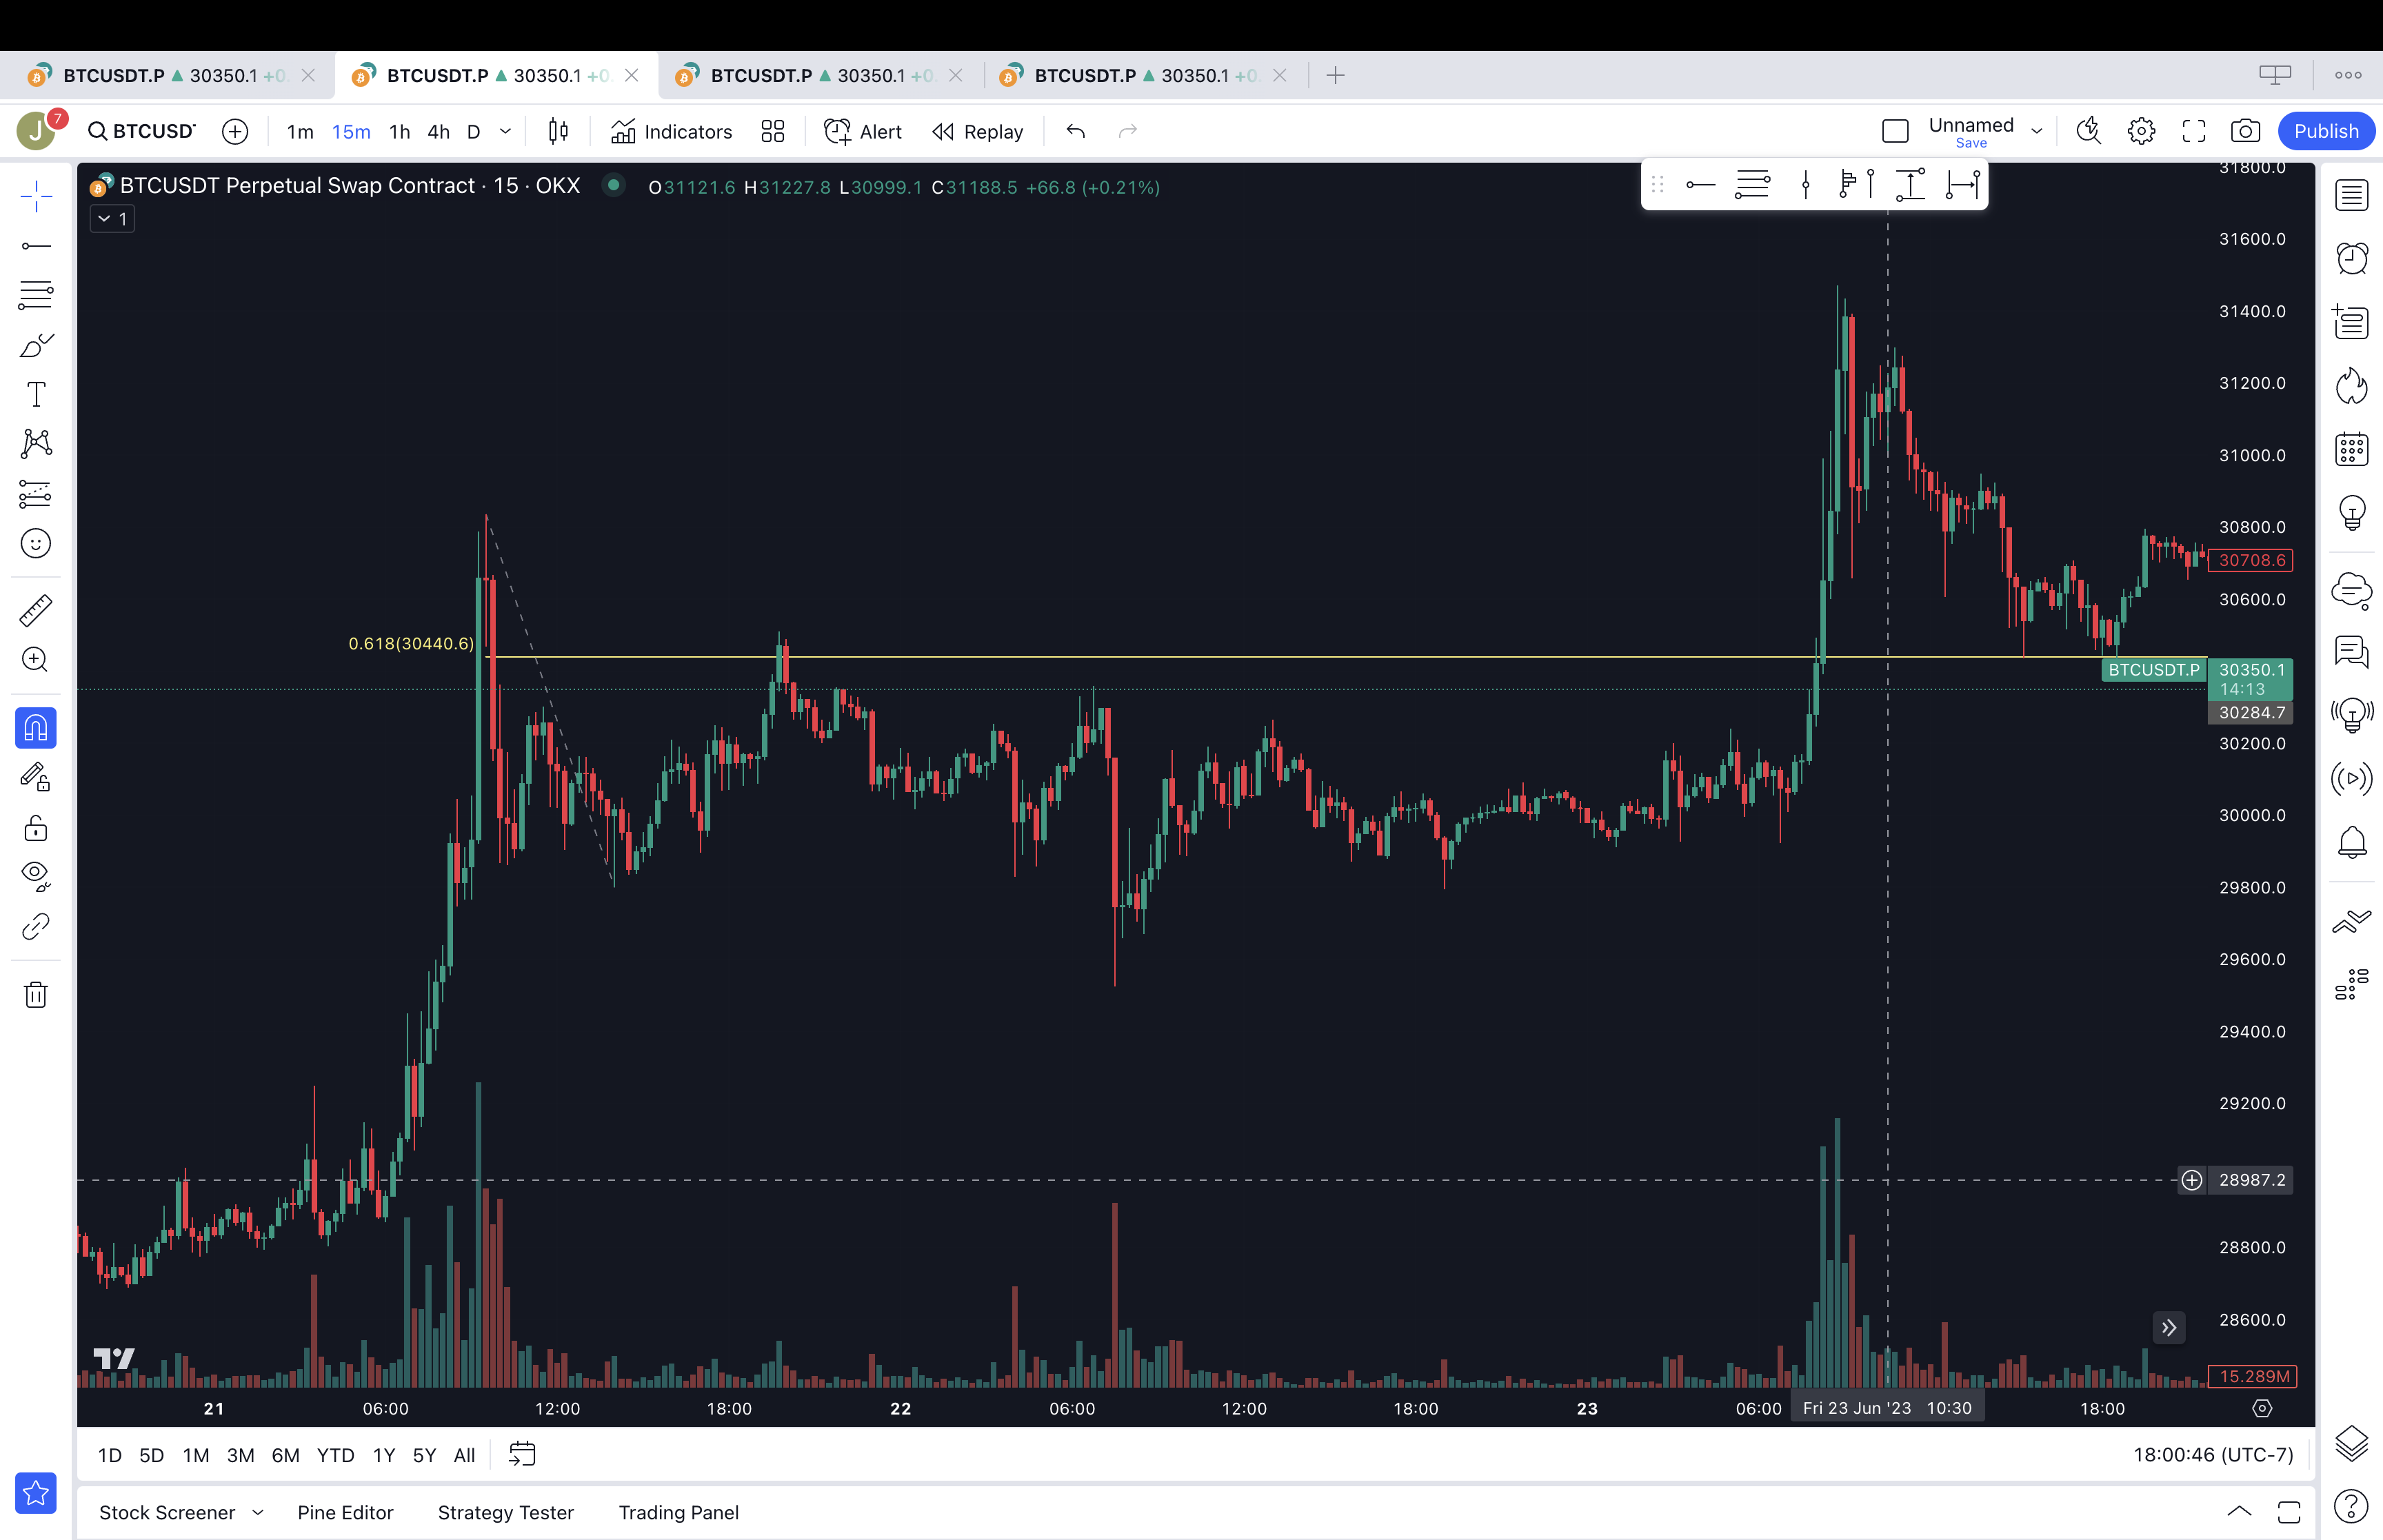 BTCUSDT.P 30350.1 +0. BTCUSDT.P 30350.1 +0. BTCUSDT.P 30350.1 +0. BTCUSDT.P 30350.1 +0.
J 7 BTCUSDT 1m 15m 1h 4h D Indicators Alert Replay Unnamed Save Publish
BTCUSDT Perpetual Swap Contract · 15 · OKX O31121.6 H31227.8 L30999.1 C31188.5 +66.8 (+0.21%)
1
31800.0
31600.0
31400.0
31200.0
31000.0
30800.0
30708.6
30600.0
0.618(30440.6)
BTCUSDT.P 30350.1
14:13
30284.7
30200.0
30000.0
29800.0
29600.0
29400.0
29200.0
28987.2
28800.0
28600.0
15.289M
21 06:00 12:00 18:00 22 06:00 12:00 18:00 23 06:00 Fri 23 Jun '23 10:30 18:00
1D 5D 1M 3M 6M YTD 1Y 5Y All 18:00:46 (UTC-7)
Stock Screener Pine Editor Strategy Tester Trading Panel